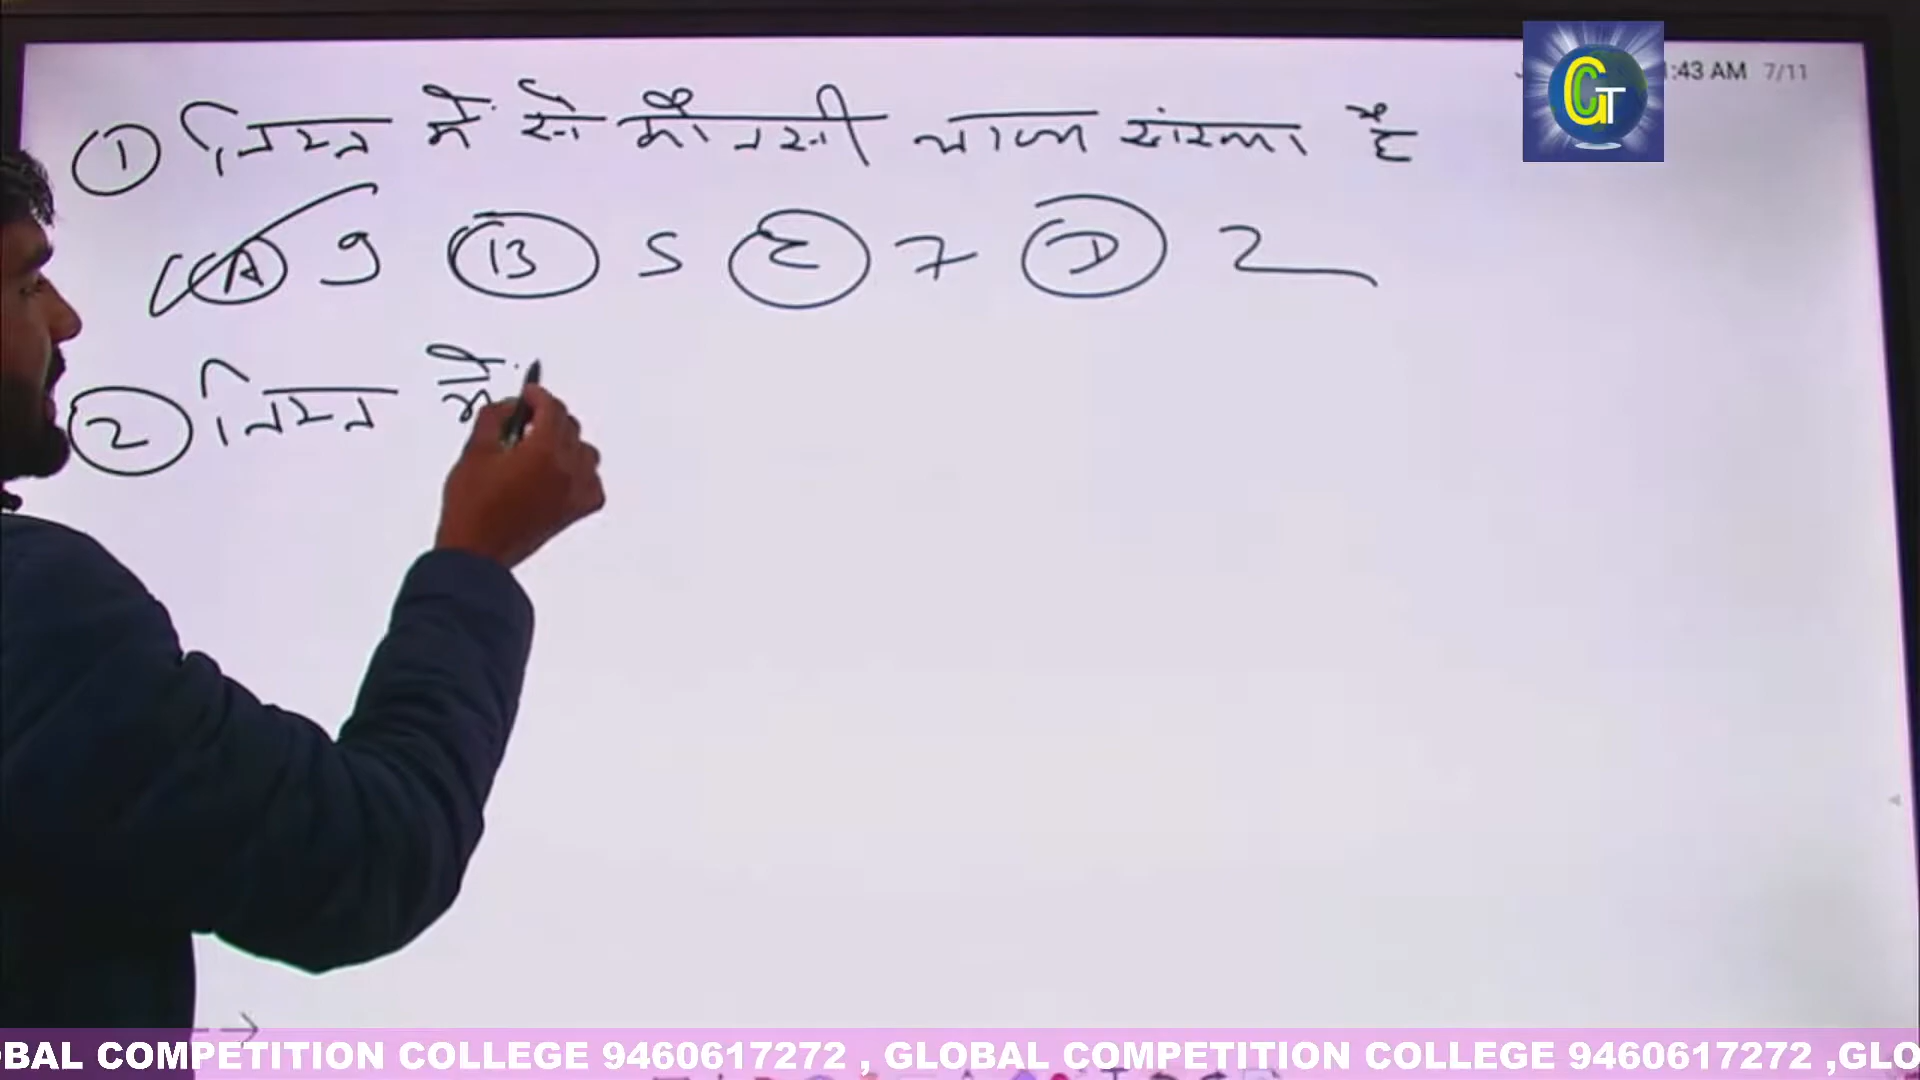 :43 AM 7/11
GT
① निम्न में से कौनसी भाज्य संख्या है
Ⓐ 9 Ⓑ 5 Ⓒ 7 Ⓓ 2
② निम्न में
BAL COMPETITION COLLEGE 9460617272 , GLOBAL COMPETITION COLLEGE 9460617272 ,GLO